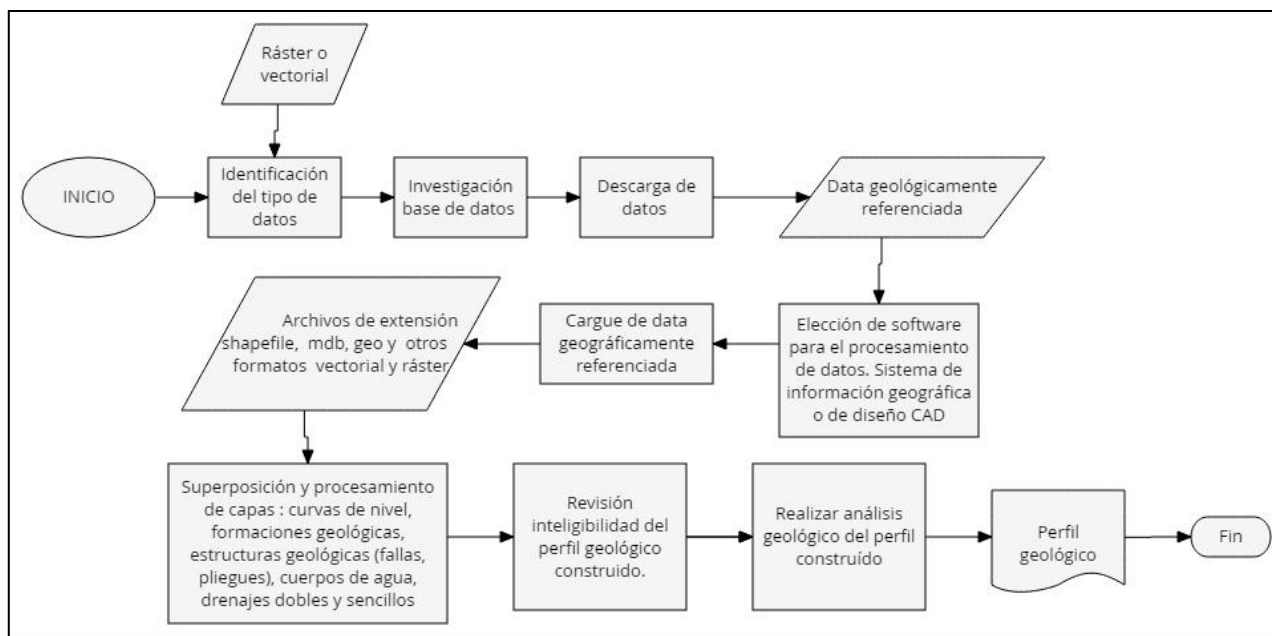 Ráster o
vectorial
INICIO
Identificación
del tipo de
datos
Investigación
base de datos
Descarga de
datos
Data geológicamente
referenciada
Elección de software
para el procesamiento
de datos. Sistema de
información geográfica
o de diseño CAD
Cargue de data
geográficamente
referenciada
Archivos de extensión
shapefile, mdb, geo y otros
formatos vectorial y ráster
Superposición y procesamiento
de capas : curvas de nivel,
formaciones geológicas,
estructuras geológicas (fallas,
pliegues), cuerpos de agua,
drenajes dobles y sencillos
Revisión
inteligibilidad del
perfil geológico
construido.
Realizar análisis
geológico del perfil
construído
Perfil
geológico
Fin